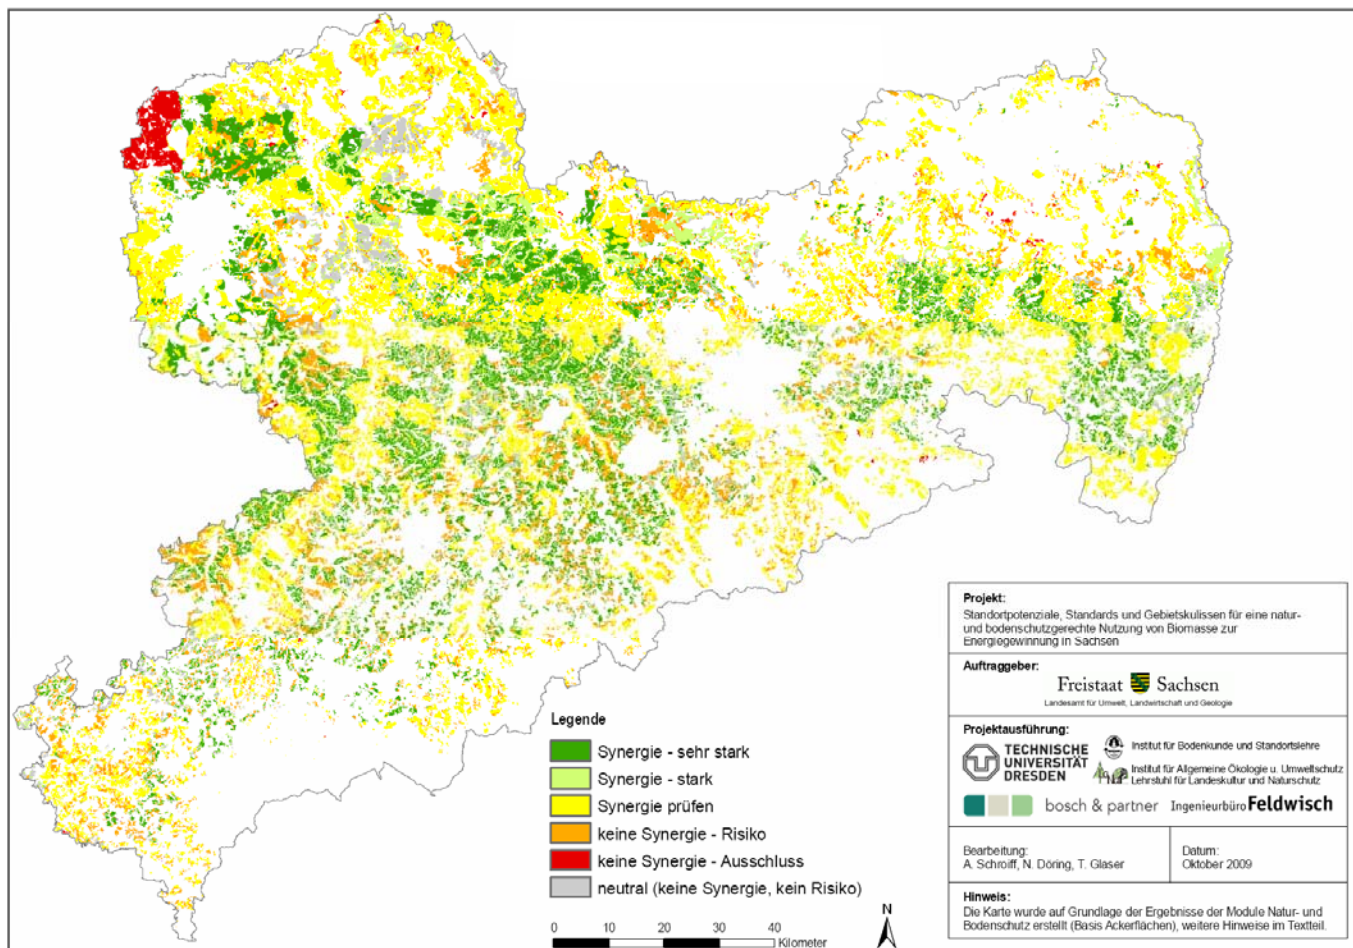 Legende
Synergie - sehr stark
Synergie - stark
Synergie prüfen
keine Synergie - Risiko
keine Synergie - Ausschluss
neutral (keine Synergie, kein Risiko)
0 10 20 30 40
Kilometer
N
Projekt:
Standortpotenziale, Standards und Gebietskulissen für eine natur-
und bodenschutzgerechte Nutzung von Biomasse zur
Energiegewinnung in Sachsen
Auftraggeber:
Freistaat Sachsen
Landesamt für Umwelt, Landwirtschaft und Geologie
Projektausführung:
TECHNISCHE
UNIVERSITÄT
DRESDEN
Institut für Bodenkunde und Standortslehre
Institut für Allgemeine Ökologie u. Umweltschutz
Lehrstuhl für Landeskultur und Naturschutz
bosch & partner
Ingenieurbüro Feldwisch
Bearbeitung:
A. Schroiff, N. Döring, T. Glaser
Datum:
Oktober 2009
Hinweis:
Die Karte wurde auf Grundlage der Ergebnisse der Module Natur- und
Bodenschutz erstellt (Basis Ackerflächen), weitere Hinweise im Textteil.